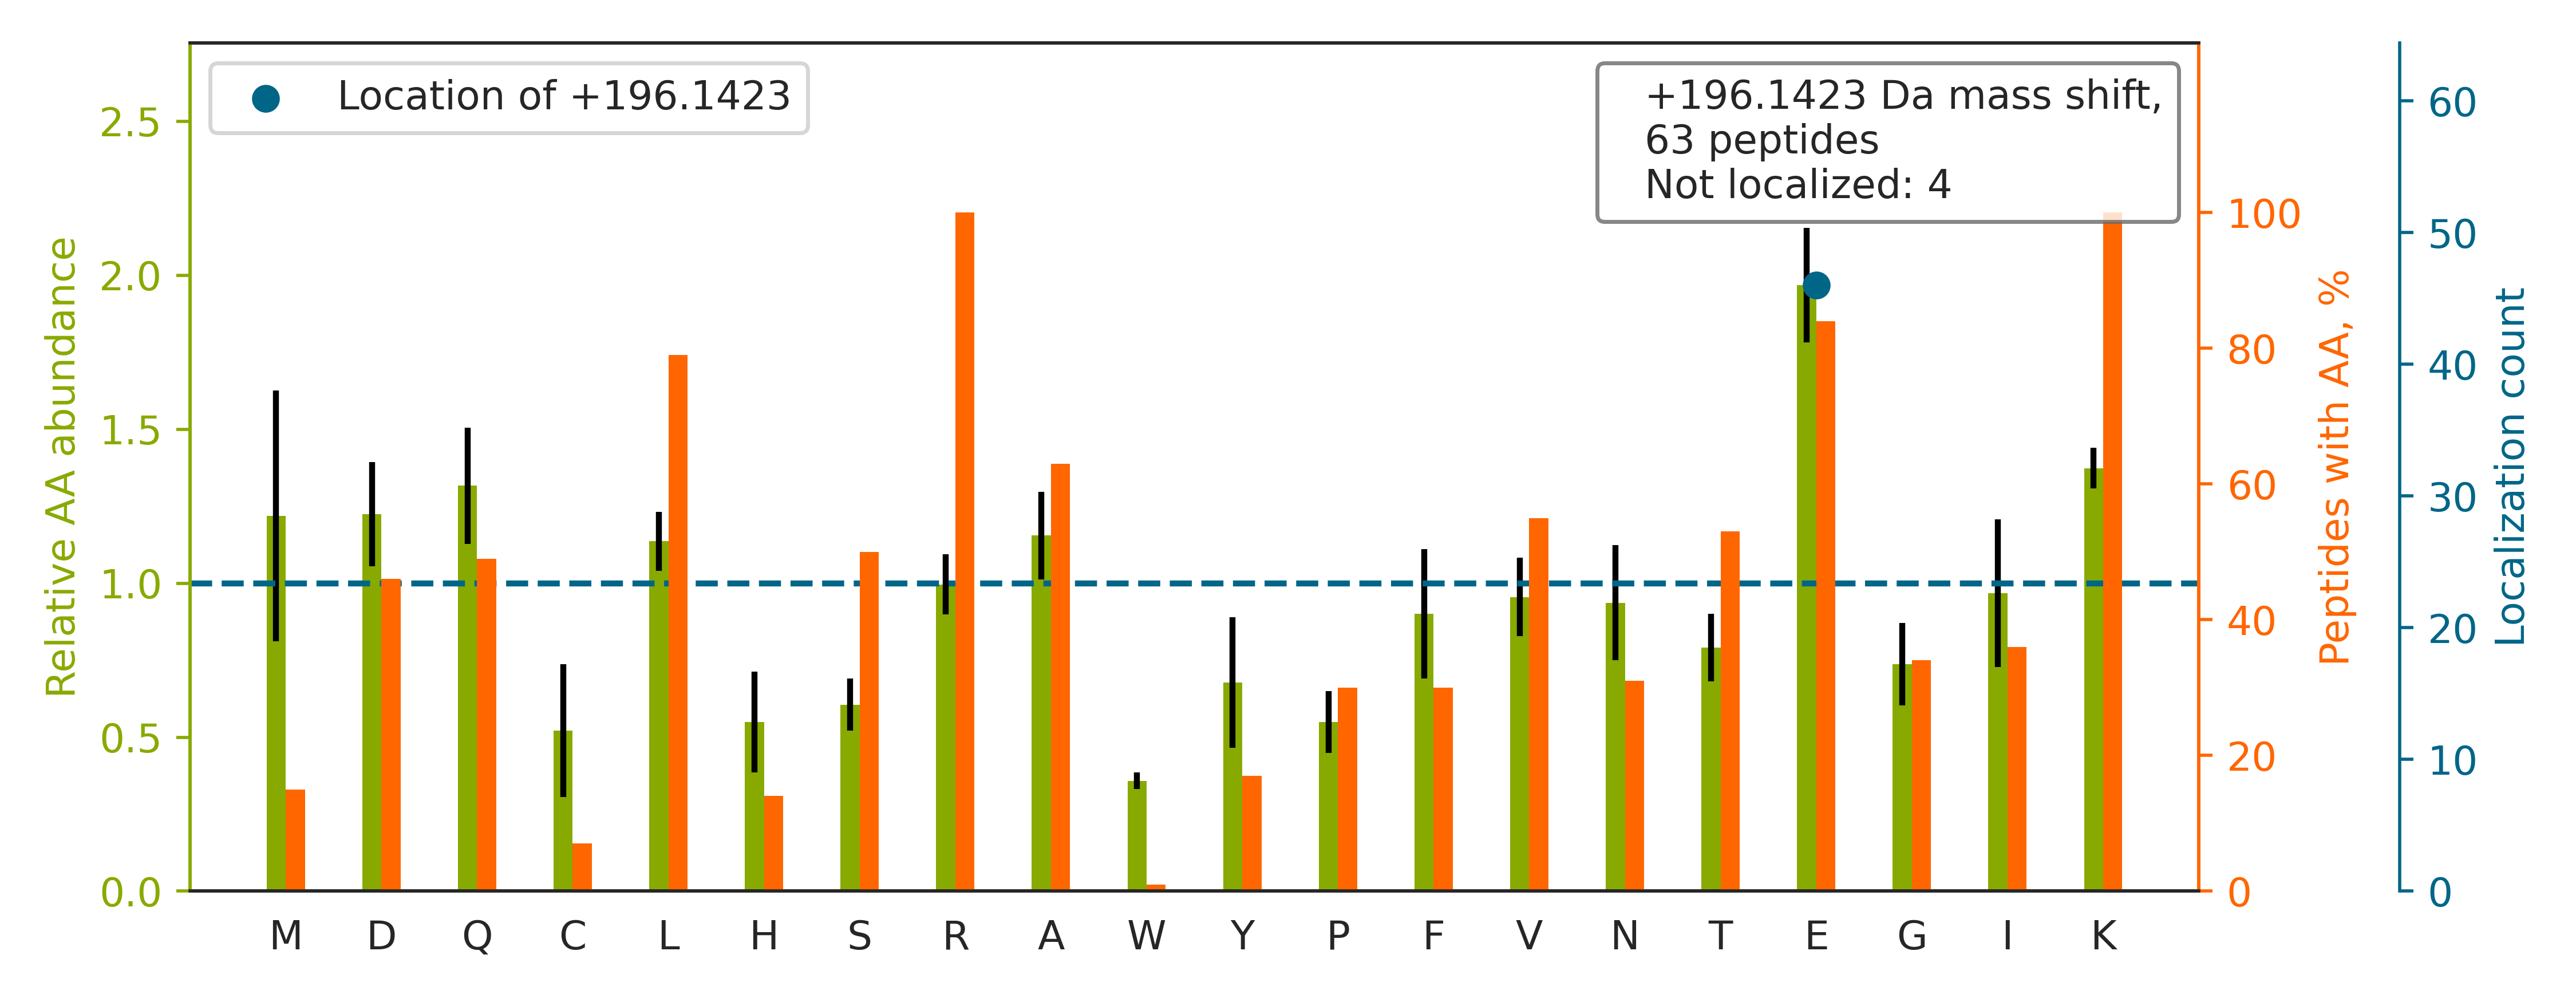 Location of +196.1423
+196.1423 Da mass shift,
63 peptides
Not localized: 4
Relative AA abundance
2.5
2.0
1.5
1.0
0.5
0.0
100
80
60
40
20
0
Peptides with AA, %
60
50
40
30
20
10
0
Localization count
M D Q C L H S R A W Y P F V N T E G I K